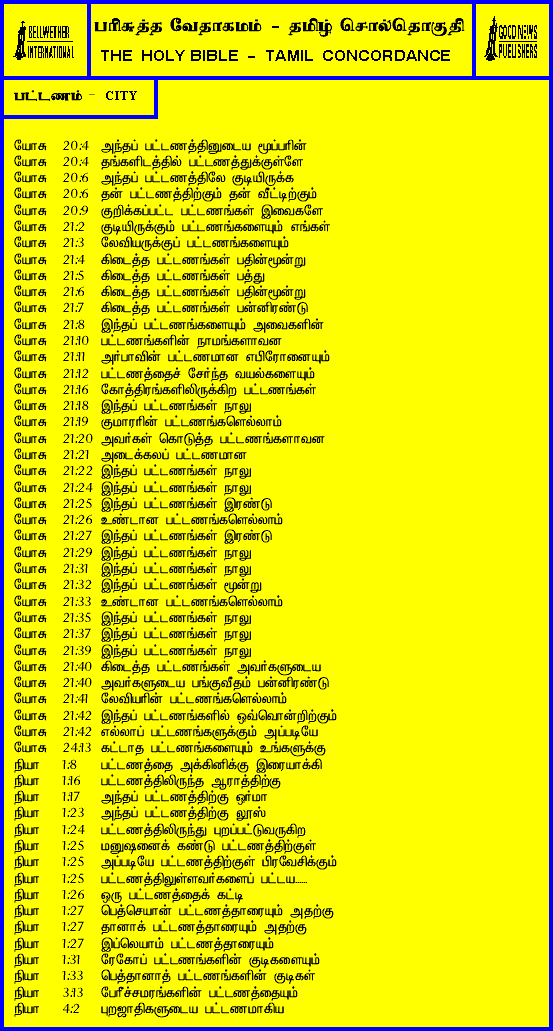 BELLWETHER
INTERNATIONAL
பரிசுத்த வேதாகமம் - தமிழ் சொல்தொகுதி
THE HOLY BIBLE - TAMIL CONCORDANCE
GOOD NEWS
PUBLISHERS
பட்டணம் - CITY
யோசு 20:4 அந்தப் பட்டணத்தினுடைய மூப்பரின்
யோசு 20:4 தங்களிடத்தில் பட்டணத்துக்குள்ளே
யோசு 20:6 அந்தப் பட்டணத்திலே குடியிருக்க
யோசு 20:6 தன் பட்டணத்திற்கும் தன் வீட்டிற்கும்
யோசு 20:9 குறிக்கப்பட்ட பட்டணங்கள் இவைகளே
யோசு 21:2 குடியிருக்கும் பட்டணங்களையும் எங்கள்
யோசு 21:3 லேவியருக்குப் பட்டணங்களையும்
யோசு 21:4 கிடைத்த பட்டணங்கள் பதின்மூன்று
யோசு 21:5 கிடைத்த பட்டணங்கள் பத்து
யோசு 21:6 கிடைத்த பட்டணங்கள் பதின்மூன்று
யோசு 21:7 கிடைத்த பட்டணங்கள் பன்னிரண்டு
யோசு 21:8 இந்தப் பட்டணங்களையும் அவைகளின்
யோசு 21:10 பட்டணங்களின் நாமங்களாவன
யோசு 21:11 அர்பாவின் பட்டணமான எபிரோனையும்
யோசு 21:12 பட்டணத்தைச் சேர்ந்த வயல்களையும்
யோசு 21:16 கோத்திரங்களிலிருக்கிற பட்டணங்கள்
யோசு 21:18 இந்தப் பட்டணங்கள் நாலு
யோசு 21:19 குமாரரின் பட்டணங்களெல்லாம்
யோசு 21:20 அவர்கள் கொடுத்த பட்டணங்களாவன
யோசு 21:21 அடைக்கலப் பட்டணமான
யோசு 21:22 இந்தப் பட்டணங்கள் நாலு
யோசு 21:24 இந்தப் பட்டணங்கள் நாலு
யோசு 21:25 இந்தப் பட்டணங்கள் இரண்டு
யோசு 21:26 உண்டான பட்டணங்களெல்லாம்
யோசு 21:27 இந்தப் பட்டணங்கள் இரண்டு
யோசு 21:29 இந்தப் பட்டணங்கள் நாலு
யோசு 21:31 இந்தப் பட்டணங்கள் நாலு
யோசு 21:32 இந்தப் பட்டணங்கள் மூன்று
யோசு 21:33 உண்டான பட்டணங்களெல்லாம்
யோசு 21:35 இந்தப் பட்டணங்கள் நாலு
யோசு 21:37 இந்தப் பட்டணங்கள் நாலு
யோசு 21:39 இந்தப் பட்டணங்கள் நாலு
யோசு 21:40 கிடைத்த பட்டணங்கள் அவர்களுடைய
யோசு 21:40 அவர்களுடைய பங்குவீதம் பன்னிரண்டு
யோசு 21:41 லேவியரின் பட்டணங்களெல்லாம்
யோசு 21:42 இந்தப் பட்டணங்களில் ஒவ்வொன்றிற்கும்
யோசு 21:42 எல்லாப் பட்டணங்களுக்கும் அப்படியே
யோசு 24:13 கட்டாத பட்டணங்களையும் உங்களுக்கு
நியா 1:8 பட்டணத்தை அக்கினிக்கு இரையாக்கி
நியா 1:16 பட்டணத்திலிருந்த ஆராத்திற்கு
நியா 1:17 அந்தப் பட்டணத்திற்கு ஒர்மா
நியா 1:23 அந்தப் பட்டணத்திற்கு லூஸ்
நியா 1:24 பட்டணத்திலிருந்து புறப்பட்டுவருகிற
நியா 1:25 மனுஷனைக் கண்டு பட்டணத்திற்குள்
நியா 1:25 அப்படியே பட்டணத்திற்குள் பிரவேசிக்கும்
நியா 1:25 பட்டணத்திலுள்ளவர்களைப் பட்டய.....
நியா 1:26 ஒரு பட்டணத்தைக் கட்டி
நியா 1:27 பெத்செயான் பட்டணத்தாரையும் அதற்கு
நியா 1:27 தானாக் பட்டணத்தாரையும் அதற்கு
நியா 1:27 இப்லெயாம் பட்டணத்தாரையும்
நியா 1:31 ரேகோப் பட்டணங்களின் குடிகளையும்
நியா 1:33 பெத்தானாத் பட்டணங்களின் குடிகள்
நியா 3:13 பேரீச்சமரங்களின் பட்டணத்தையும்
நியா 4:2 புறஜாதிகளுடைய பட்டணமாகிய